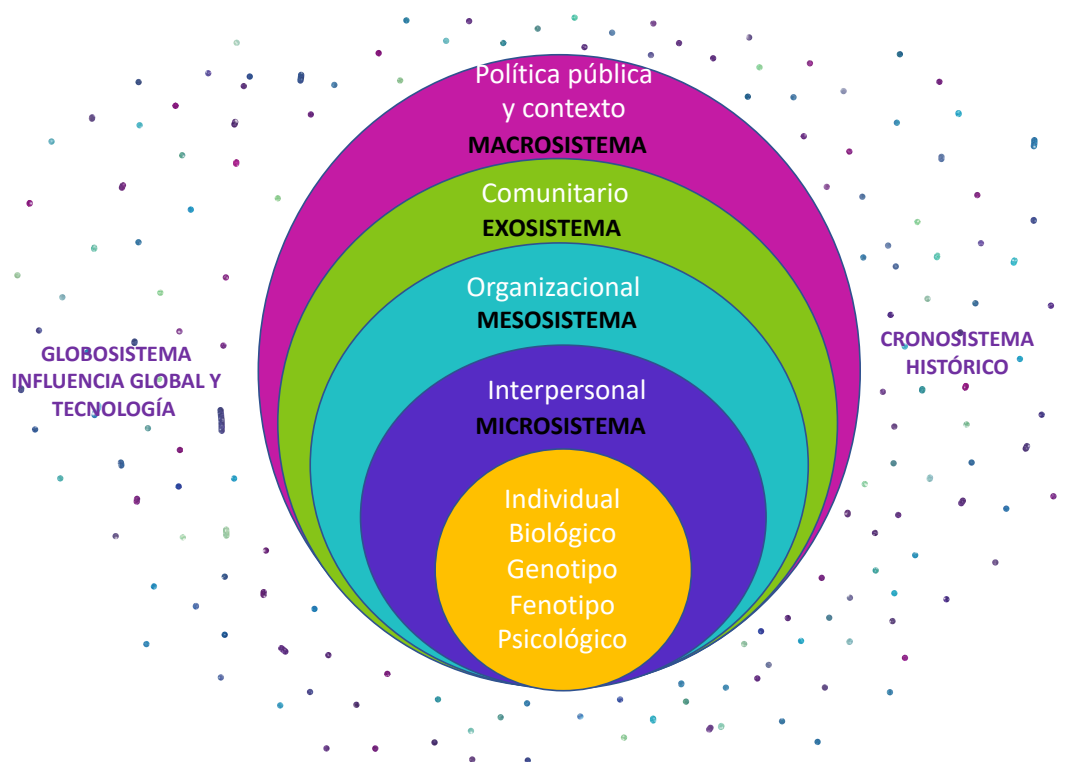 Política pública
y contexto
MACROSISTEMA
Comunitario
EXOSISTEMA
Organizacional
MESOSISTEMA
GLOBOSISTEMA
INFLUENCIA GLOBAL Y
TECNOLOGÍA
CRONOSISTEMA
HISTÓRICO
Interpersonal
MICROSISTEMA
Individual
Biológico
Genotipo
Fenotipo
Psicológico